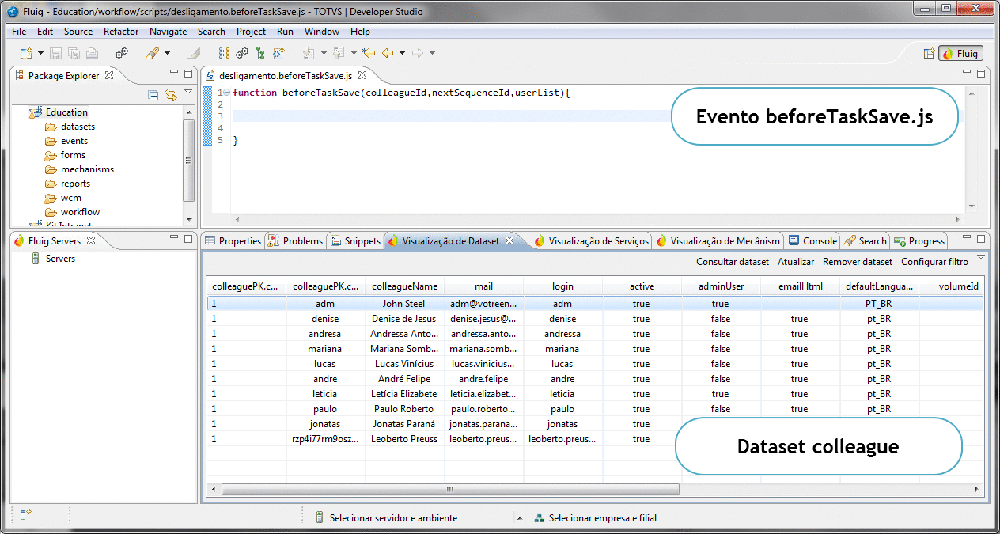 Fluig - Education/workflow/scripts/desligamento.beforeTaskSave.js - TOTVS | Developer Studio
File Edit Source Refactor Navigate Search Project Run Window Help
Fluig
Package Explorer
Education
datasets
events
forms
mechanisms
reports
wcm
workflow
Kit Intranet
desligamento.beforeTaskSave.js
1 function beforeTaskSave(colleagueId,nextSequenceId,userList){
2
3
4
5 }
Evento beforeTaskSave.js
Fluig Servers
Servers
Properties Problems Snippets Visualização de Dataset Visualização de Serviços Visualização de Mecânism Console Search Progress
Consultar dataset Atualizar Remover dataset Configurar filtro
colleaguePK.c... colleaguePK.c... colleagueName mail login active adminUser emailHtml defaultLangua... volumeId
1 adm John Steel adm@votreen... adm true true PT_BR
1 denise Denise de Jesus denise.jesus@... denise true false true pt_BR
1 andresa Andressa Anto... andressa.anto... andressa true false true pt_BR
1 mariana Mariana Somb... mariana.somb... mariana true false true pt_BR
1 lucas Lucas Vinícius lucas.vinicius... lucas true false true pt_BR
1 andre André Felipe andre.felipe andre true false true pt_BR
1 leticia Letícia Elizabete leticia.elizabet... leticia true true true pt_BR
1 paulo Paulo Roberto paulo.roberto... paulo true false true pt_BR
1 jonatas Jonatas Paraná jonatas.parana... jonatas true
1 rzp4i77rm9osz... Leoberto Preuss leoberto.preus... leoberto.preus... true
Dataset colleague
Selecionar servidor e ambiente
Selecionar empresa e filial